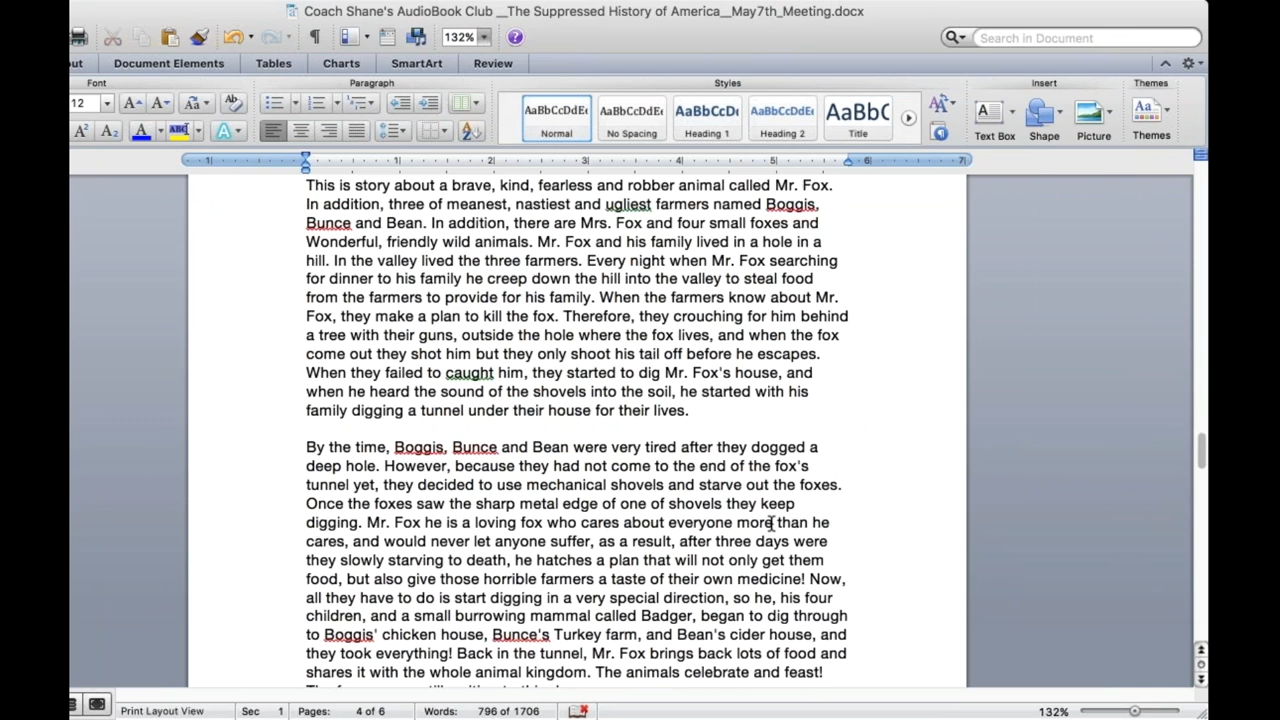 Coach Shane's AudioBook Club __The Suppressed History of America__May7th_Meeting.docx
132%
Search in Document
out Document Elements Tables Charts SmartArt Review
Font Paragraph Styles Insert Themes
12
AaBbCcDdEe AaBbCcDdEe AaBbCcDc AaBbCcDdEe AaBbC
Normal No Spacing Heading 1 Heading 2 Title
Text Box Shape Picture Themes
1 1 2 3 4 5 6 7
This is story about a brave, kind, fearless and robber animal called Mr. Fox.
In addition, three of meanest, nastiest and ugliest farmers named Boggis,
Bunce and Bean. In addition, there are Mrs. Fox and four small foxes and
Wonderful, friendly wild animals. Mr. Fox and his family lived in a hole in a
hill. In the valley lived the three farmers. Every night when Mr. Fox searching
for dinner to his family he creep down the hill into the valley to steal food
from the farmers to provide for his family. When the farmers know about Mr.
Fox, they make a plan to kill the fox. Therefore, they crouching for him behind
a tree with their guns, outside the hole where the fox lives, and when the fox
come out they shot him but they only shoot his tail off before he escapes.
When they failed to caught him, they started to dig Mr. Fox's house, and
when he heard the sound of the shovels into the soil, he started with his
family digging a tunnel under their house for their lives.
By the time, Boggis, Bunce and Bean were very tired after they dogged a
deep hole. However, because they had not come to the end of the fox's
tunnel yet, they decided to use mechanical shovels and starve out the foxes.
Once the foxes saw the sharp metal edge of one of shovels they keep
digging. Mr. Fox he is a loving fox who cares about everyone more than he
cares, and would never let anyone suffer, as a result, after three days were
they slowly starving to death, he hatches a plan that will not only get them
food, but also give those horrible farmers a taste of their own medicine! Now,
all they have to do is start digging in a very special direction, so he, his four
children, and a small burrowing mammal called Badger, began to dig through
to Boggis' chicken house, Bunce's Turkey farm, and Bean's cider house, and
they took everything! Back in the tunnel, Mr. Fox brings back lots of food and
shares it with the whole animal kingdom. The animals celebrate and feast!
Print Layout View Sec 1 Pages: 4 of 6 Words: 796 of 1706 132%